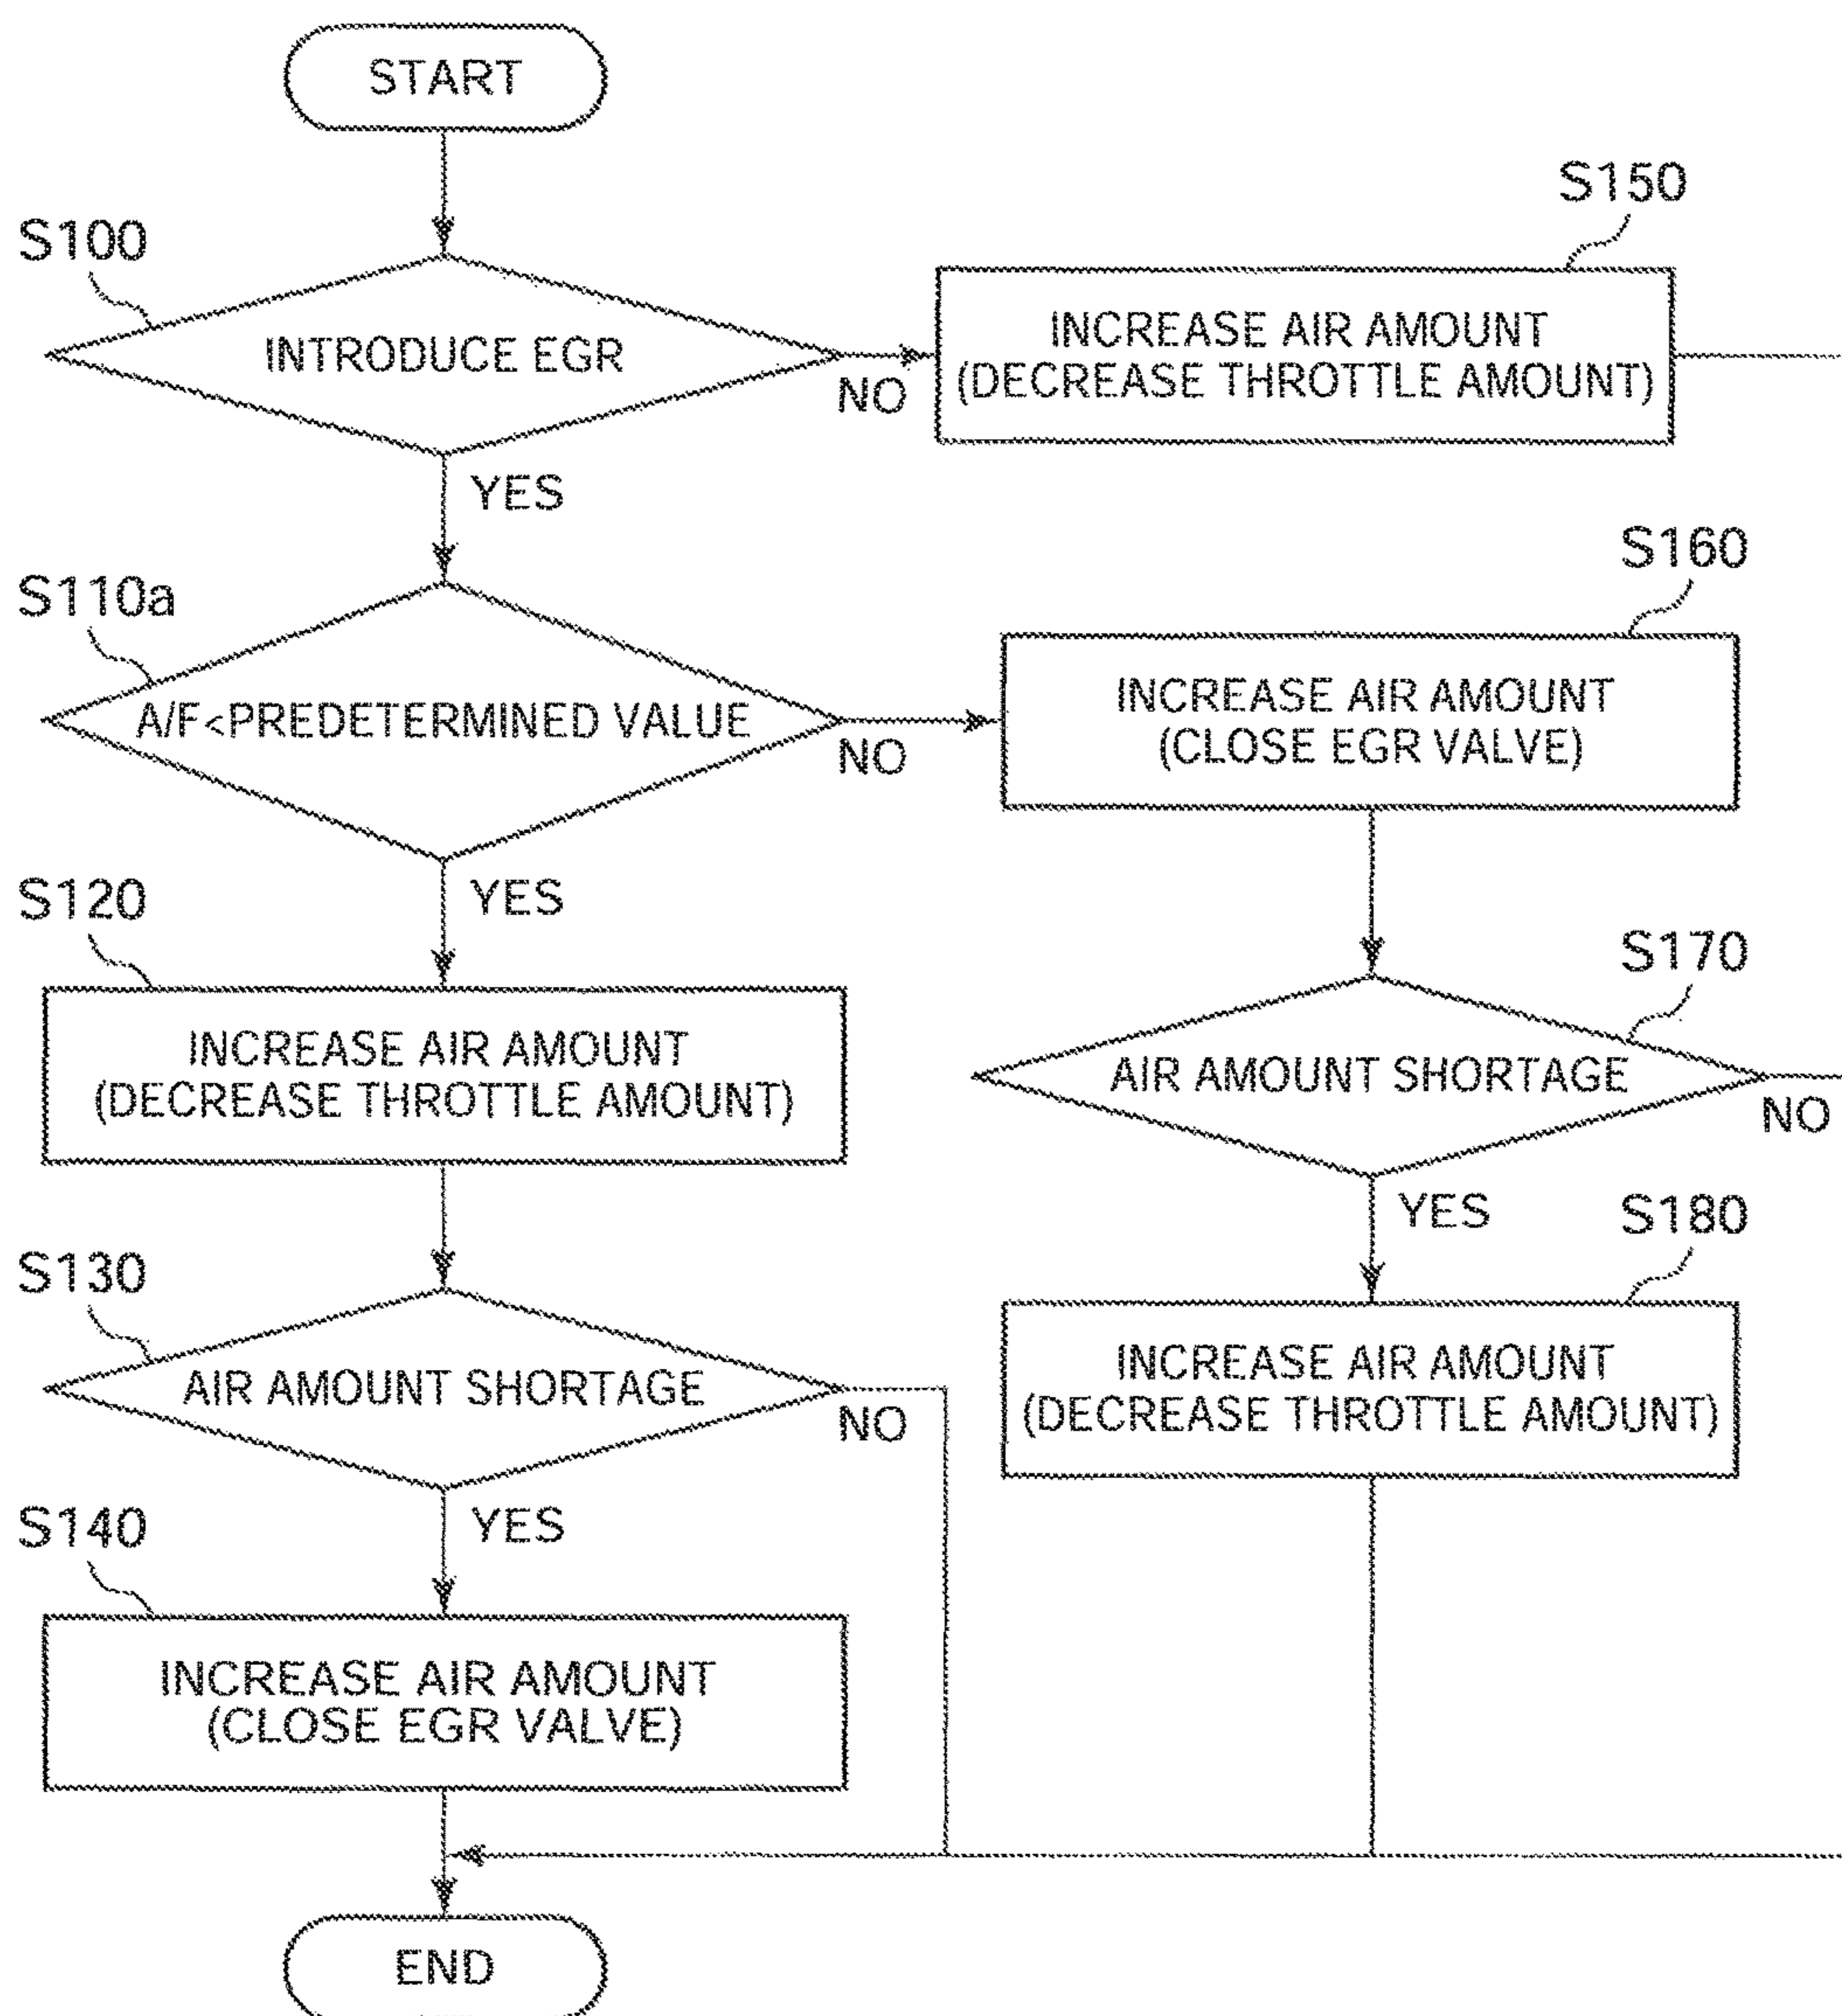 START
S100
INTRODUCE EGR
NO
YES
S150
INCREASE AIR AMOUNT
(DECREASE THROTTLE AMOUNT)
S110a
A/F<PREDETERMINED VALUE
NO
YES
S160
INCREASE AIR AMOUNT
(CLOSE EGR VALVE)
S120
INCREASE AIR AMOUNT
(DECREASE THROTTLE AMOUNT)
S170
AIR AMOUNT SHORTAGE
NO
YES
S130
AIR AMOUNT SHORTAGE
NO
YES
S180
INCREASE AIR AMOUNT
(DECREASE THROTTLE AMOUNT)
S140
INCREASE AIR AMOUNT
(CLOSE EGR VALVE)
END